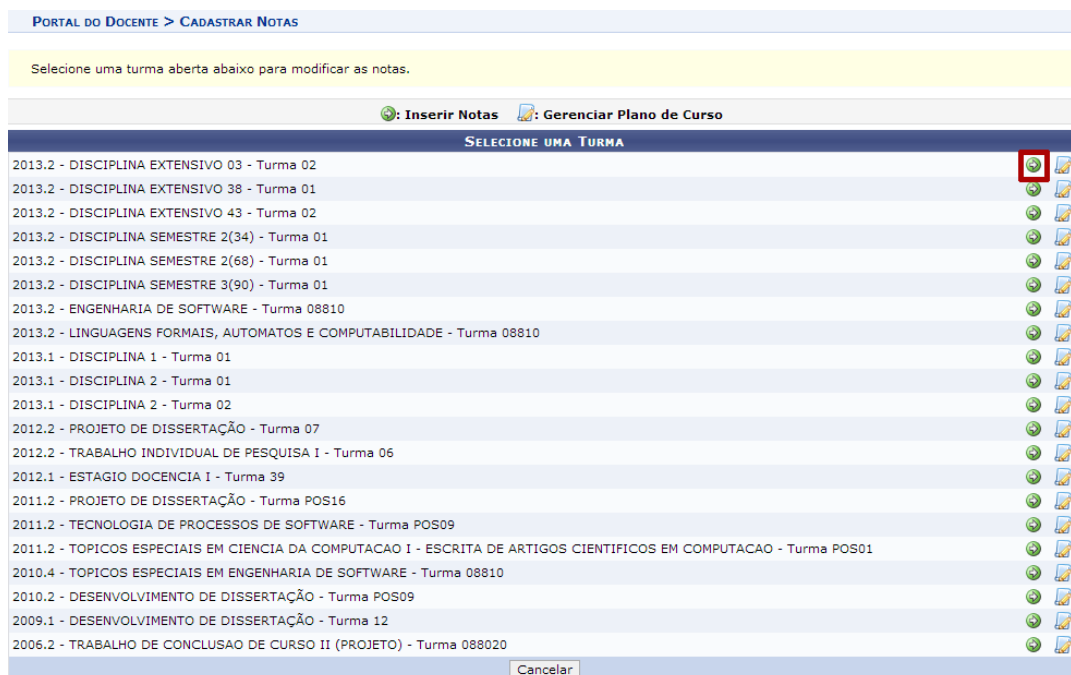 PORTAL DO DOCENTE > CADASTRAR NOTAS
Selecione uma turma aberta abaixo para modificar as notas.
: Inserir Notas : Gerenciar Plano de Curso
SELECIONE UMA TURMA
2013.2 - DISCIPLINA EXTENSIVO 03 - Turma 02
2013.2 - DISCIPLINA EXTENSIVO 38 - Turma 01
2013.2 - DISCIPLINA EXTENSIVO 43 - Turma 02
2013.2 - DISCIPLINA SEMESTRE 2(34) - Turma 01
2013.2 - DISCIPLINA SEMESTRE 2(68) - Turma 01
2013.2 - DISCIPLINA SEMESTRE 3(90) - Turma 01
2013.2 - ENGENHARIA DE SOFTWARE - Turma 08810
2013.2 - LINGUAGENS FORMAIS, AUTOMATOS E COMPUTABILIDADE - Turma 08810
2013.1 - DISCIPLINA 1 - Turma 01
2013.1 - DISCIPLINA 2 - Turma 01
2013.1 - DISCIPLINA 2 - Turma 02
2012.2 - PROJETO DE DISSERTAÇÃO - Turma 07
2012.2 - TRABALHO INDIVIDUAL DE PESQUISA I - Turma 06
2012.1 - ESTAGIO DOCENCIA I - Turma 39
2011.2 - PROJETO DE DISSERTAÇÃO - Turma POS16
2011.2 - TECNOLOGIA DE PROCESSOS DE SOFTWARE - Turma POS09
2011.2 - TOPICOS ESPECIAIS EM CIENCIA DA COMPUTACAO I - ESCRITA DE ARTIGOS CIENTIFICOS EM COMPUTACAO - Turma POS01
2010.4 - TOPICOS ESPECIAIS EM ENGENHARIA DE SOFTWARE - Turma 08810
2010.2 - DESENVOLVIMENTO DE DISSERTAÇÃO - Turma POS09
2009.1 - DESENVOLVIMENTO DE DISSERTAÇÃO - Turma 12
2006.2 - TRABALHO DE CONCLUSAO DE CURSO II (PROJETO) - Turma 088020
Cancelar